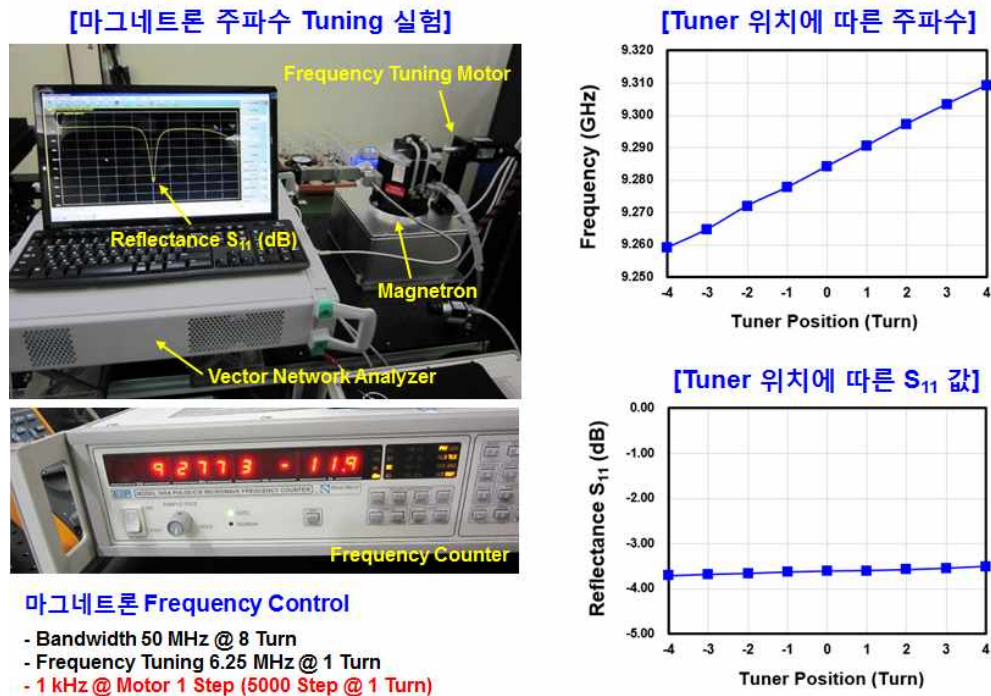 [마그네트론 주파수 Tuning 실험]
Frequency Tuning Motor
Reflectance S₁₁ (dB)
Magnetron
Vector Network Analyzer
9.2773 -11.9
Frequency Counter
마그네트론 Frequency Control
- Bandwidth 50 MHz @ 8 Turn
- Frequency Tuning 6.25 MHz @ 1 Turn
- 1 kHz @ Motor 1 Step (5000 Step @ 1 Turn)
[Tuner 위치에 따른 주파수]
Frequency (GHz)
9.320
9.310
9.300
9.290
9.280
9.270
9.260
9.250
-4 -3 -2 -1 0 1 2 3 4
Tuner Position (Turn)
[Tuner 위치에 따른 S₁₁ 값]
Reflectance S₁₁ (dB)
0.00
-1.00
-2.00
-3.00
-4.00
-5.00
-4 -3 -2 -1 0 1 2 3 4
Tuner Position (Turn)